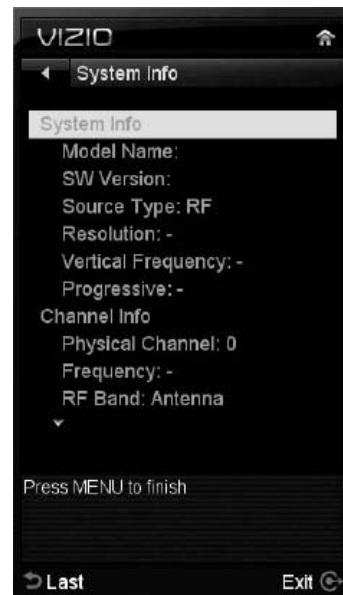 VIZIO
System Info
System Info
Model Name:
SW Version:
Source Type: RF
Resolution: -
Vertical Frequency: -
Progressive: -
Channel Info
Physical Channel: 0
Frequency: -
RF Band: Antenna
Press MENU to finish
Last Exit